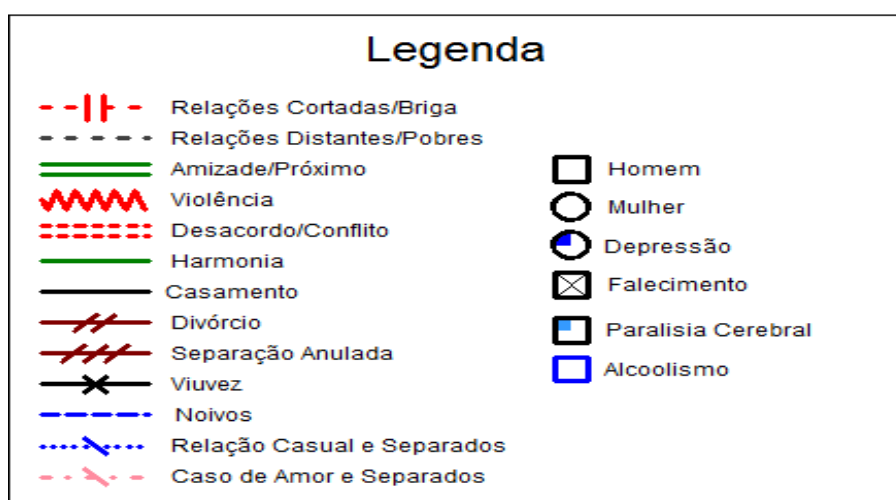 Legenda
Relações Cortadas/Briga
Relações Distantes/Pobres
Amizade/Próximo
Violência
Desacordo/Conflito
Harmonia
Casamento
Divórcio
Separação Anulada
Viuvez
Noivos
Relação Casual e Separados
Caso de Amor e Separados
Homem
Mulher
Depressão
Falecimento
Paralisia Cerebral
Alcoolismo